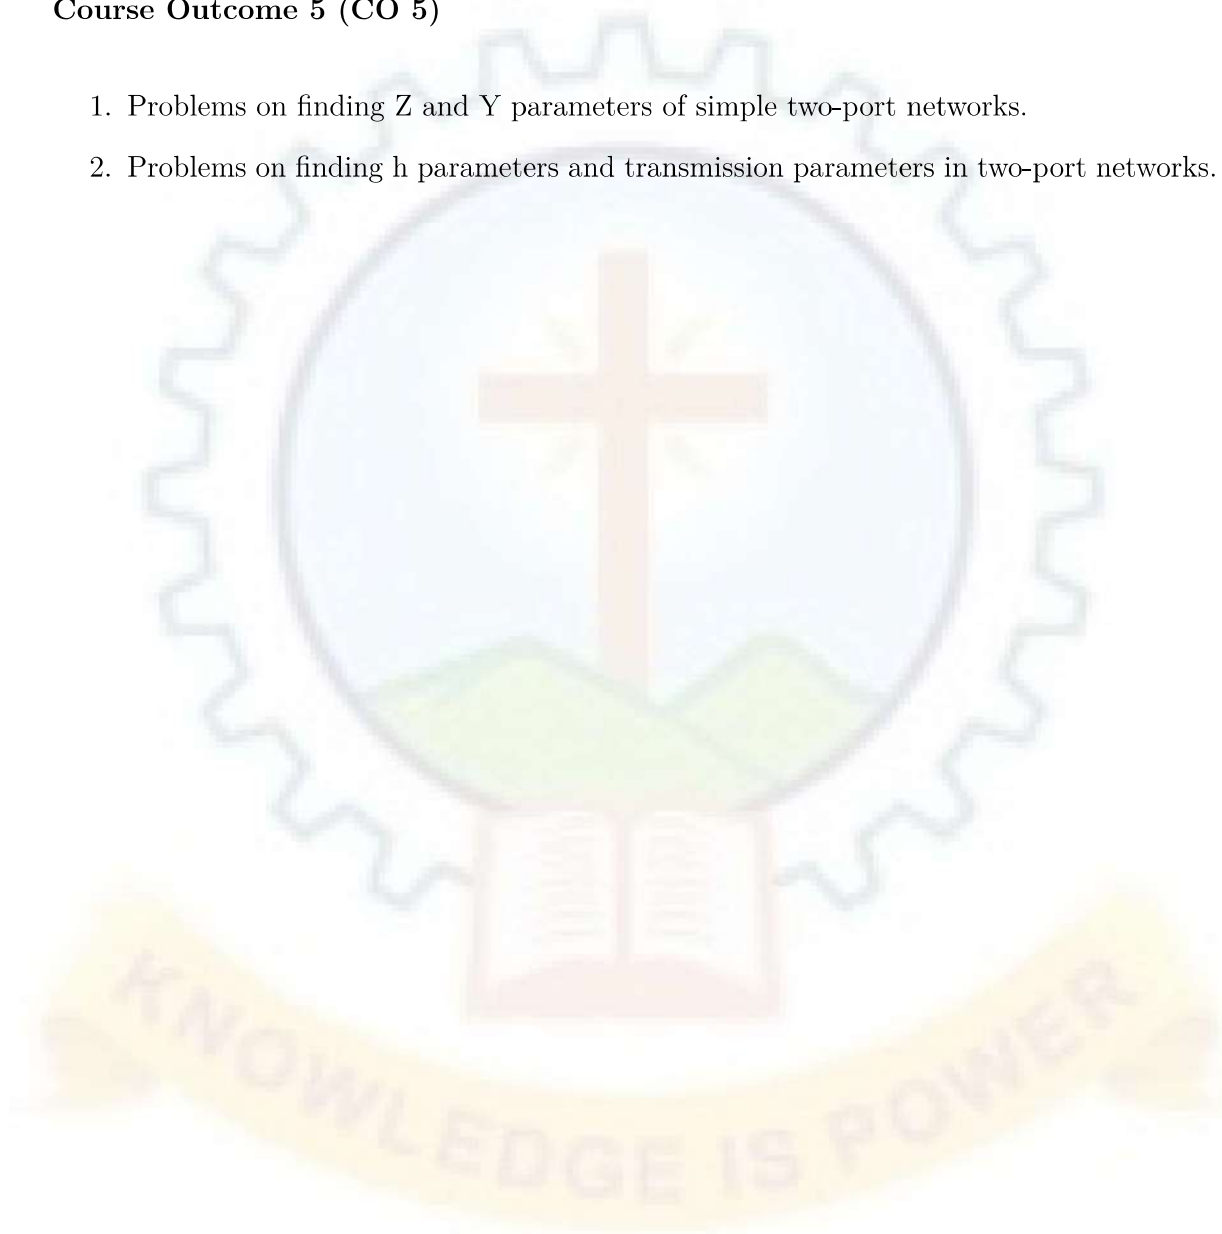 Course Outcome 5 (CO 5)
1. Problems on finding Z and Y parameters of simple two-port networks.
2. Problems on finding h parameters and transmission parameters in two-port networks.
KNOWLEDGE IS POWER